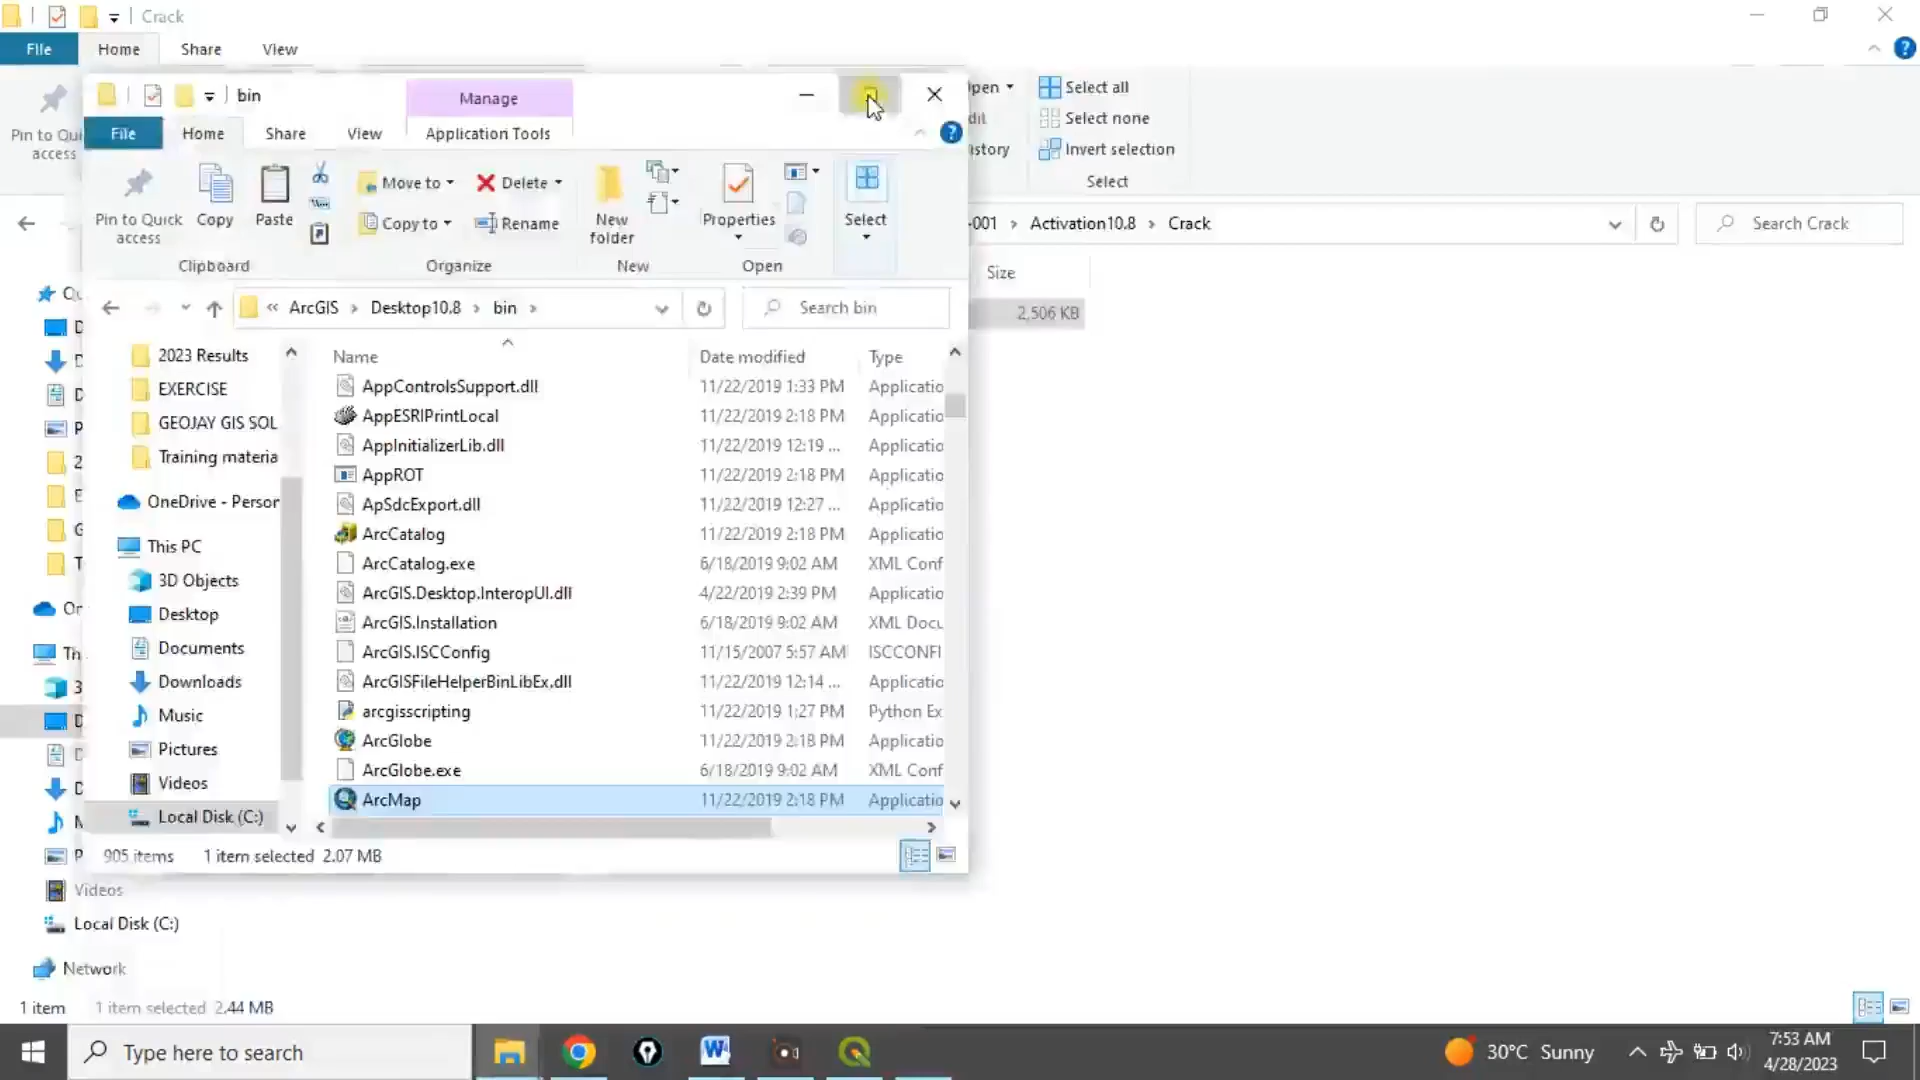 Crack
File Home Share View
Pin to Qui
access
pen
dit
istory
Select all
Select none
Invert selection
Select
-001 › Activation10.8 › Crack
Search Crack
Size
2,506 KB
bin
Manage
File Home Share View Application Tools
Pin to Quick
access
Copy
Paste
Move to
Copy to
Delete
Rename
New
folder
Properties
Select
Clipboard Organize New Open
« ArcGIS › Desktop10.8 › bin ›
Search bin
2023 Results
EXERCISE
GEOJAY GIS SOL
Training materia
OneDrive - Person
This PC
3D Objects
Desktop
Documents
Downloads
Music
Pictures
Videos
Local Disk (C:)
Name Date modified Type
AppControlsSupport.dll 11/22/2019 1:33 PM Applicatio
AppESRIPrintLocal 11/22/2019 2:18 PM Applicatio
AppInitializerLib.dll 11/22/2019 12:19 ... Applicatio
AppROT 11/22/2019 2:18 PM Applicatio
ApSdcExport.dll 11/22/2019 12:27 ... Applicatio
ArcCatalog 11/22/2019 2:18 PM Applicatio
ArcCatalog.exe 6/18/2019 9:02 AM XML Conf
ArcGIS.Desktop.InteropUI.dll 4/22/2019 2:39 PM Applicatio
ArcGIS.Installation 6/18/2019 9:02 AM XML Docu
ArcGIS.ISCConfig 11/15/2007 5:57 AM ISCCONFI
ArcGISFileHelperBinLibEx.dll 11/22/2019 12:14 ... Applicatio
arcgisscripting 11/22/2019 1:27 PM Python Ex
ArcGlobe 11/22/2019 2:18 PM Applicatio
ArcGlobe.exe 6/18/2019 9:02 AM XML Conf
ArcMap 11/22/2019 2:18 PM Applicatio
905 items 1 item selected 2.07 MB
Videos
Local Disk (C:)
Network
1 item 1 item selected 2.44 MB
Type here to search
30°C Sunny
7:53 AM
4/28/2023